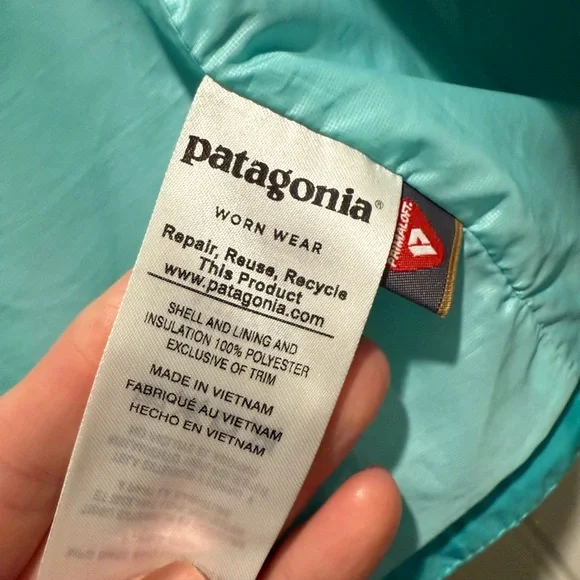 patagonia®
WORN WEAR
Repair, Reuse, Recycle
This Product
www.patagonia.com
SHELL AND LINING AND
INSULATION 100% POLYESTER
EXCLUSIVE OF TRIM
MADE IN VIETNAM
FABRIQUÉ AU VIETNAM
HECHO EN VIETNAM
PRIMALOFT®